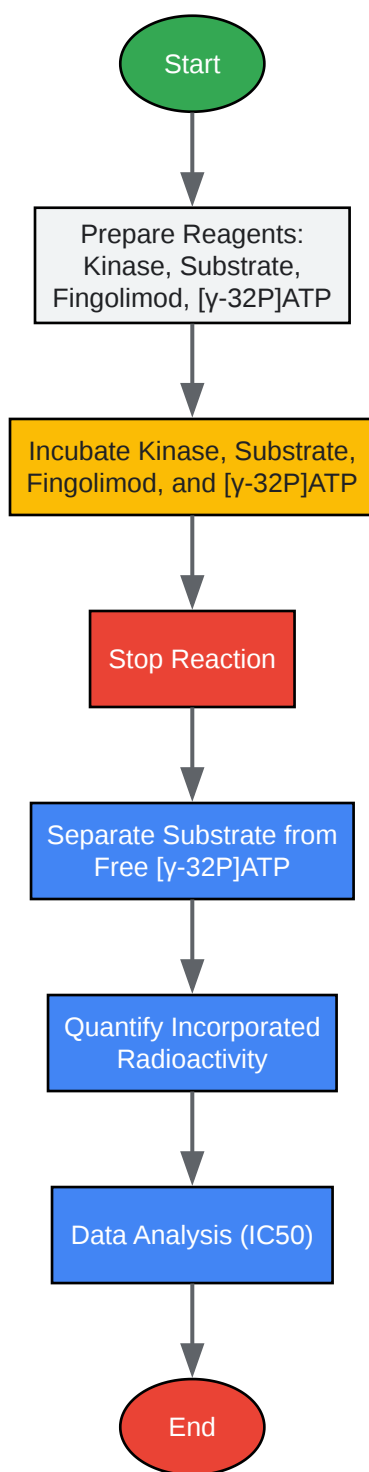 Start
Prepare Reagents:
Kinase, Substrate,
Fingolimod, [γ-32P]ATP
Incubate Kinase, Substrate,
Fingolimod, and [γ-32P]ATP
Stop Reaction
Separate Substrate from
Free [γ-32P]ATP
Quantify Incorporated
Radioactivity
Data Analysis (IC50)
End